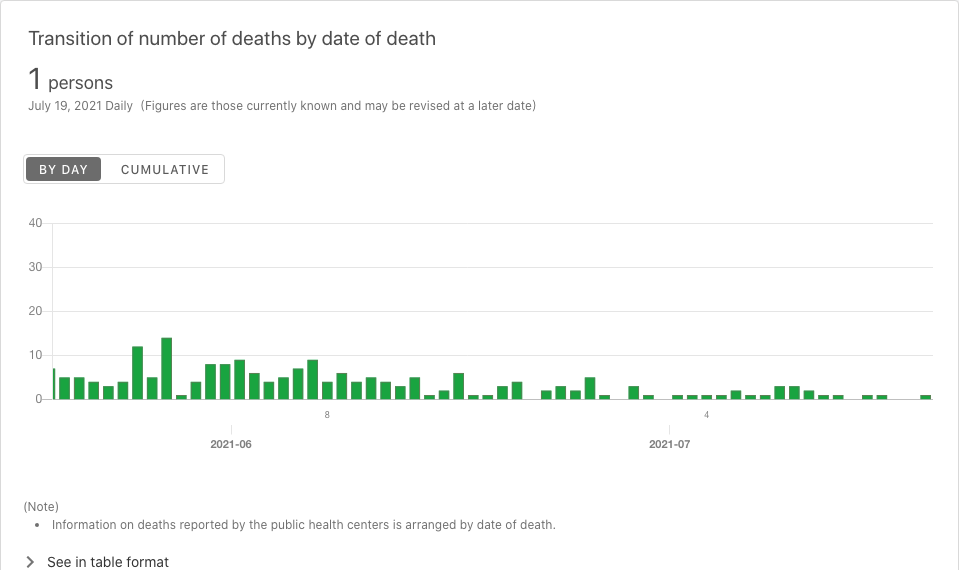 Transition of number of deaths by date of death
1 persons
July 19, 2021 Daily (Figures are those currently known and may be revised at a later date)
BY DAY CUMULATIVE
40
30
20
10
0
8 4
2021-06 2021-07
(Note)
• Information on deaths reported by the public health centers is arranged by date of death.
See in table format